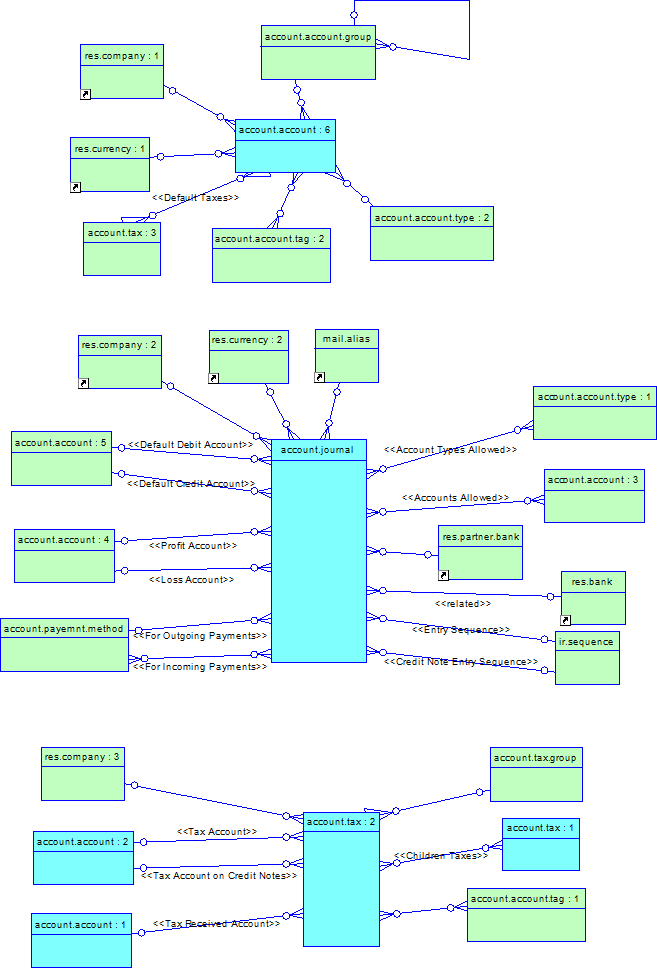 account.account.group
res.company : 1
account.account : 6
res.currency : 1
<<Default Taxes>>
account.account.type : 2
account.tax : 3
account.account.tag : 2
res.company : 2
res.currency : 2
mail.alias
account.account.type : 1
account.account : 5
<<Default Debit Account>>
account.journal
<<Account Types Allowed>>
<<Default Credit Account>>
account.account : 3
<<Accounts Allowed>>
account.account : 4
<<Profit Account>>
res.partner.bank
<<Loss Account>>
res.bank
<<related>>
account.payemnt.method
<<For Outgoing Payments>>
<<Entry Sequence>>
ir.sequence
<<For Incoming Payments>>
<<Credit Note Entry Sequence>>
res.company : 3
account.tax.group
account.tax : 2
<<Tax Account>>
account.tax : 1
account.account : 2
<<Children Taxes>>
<<Tax Account on Credit Notes>>
account.account.tag : 1
account.account : 1
<<Tax Received Account>>